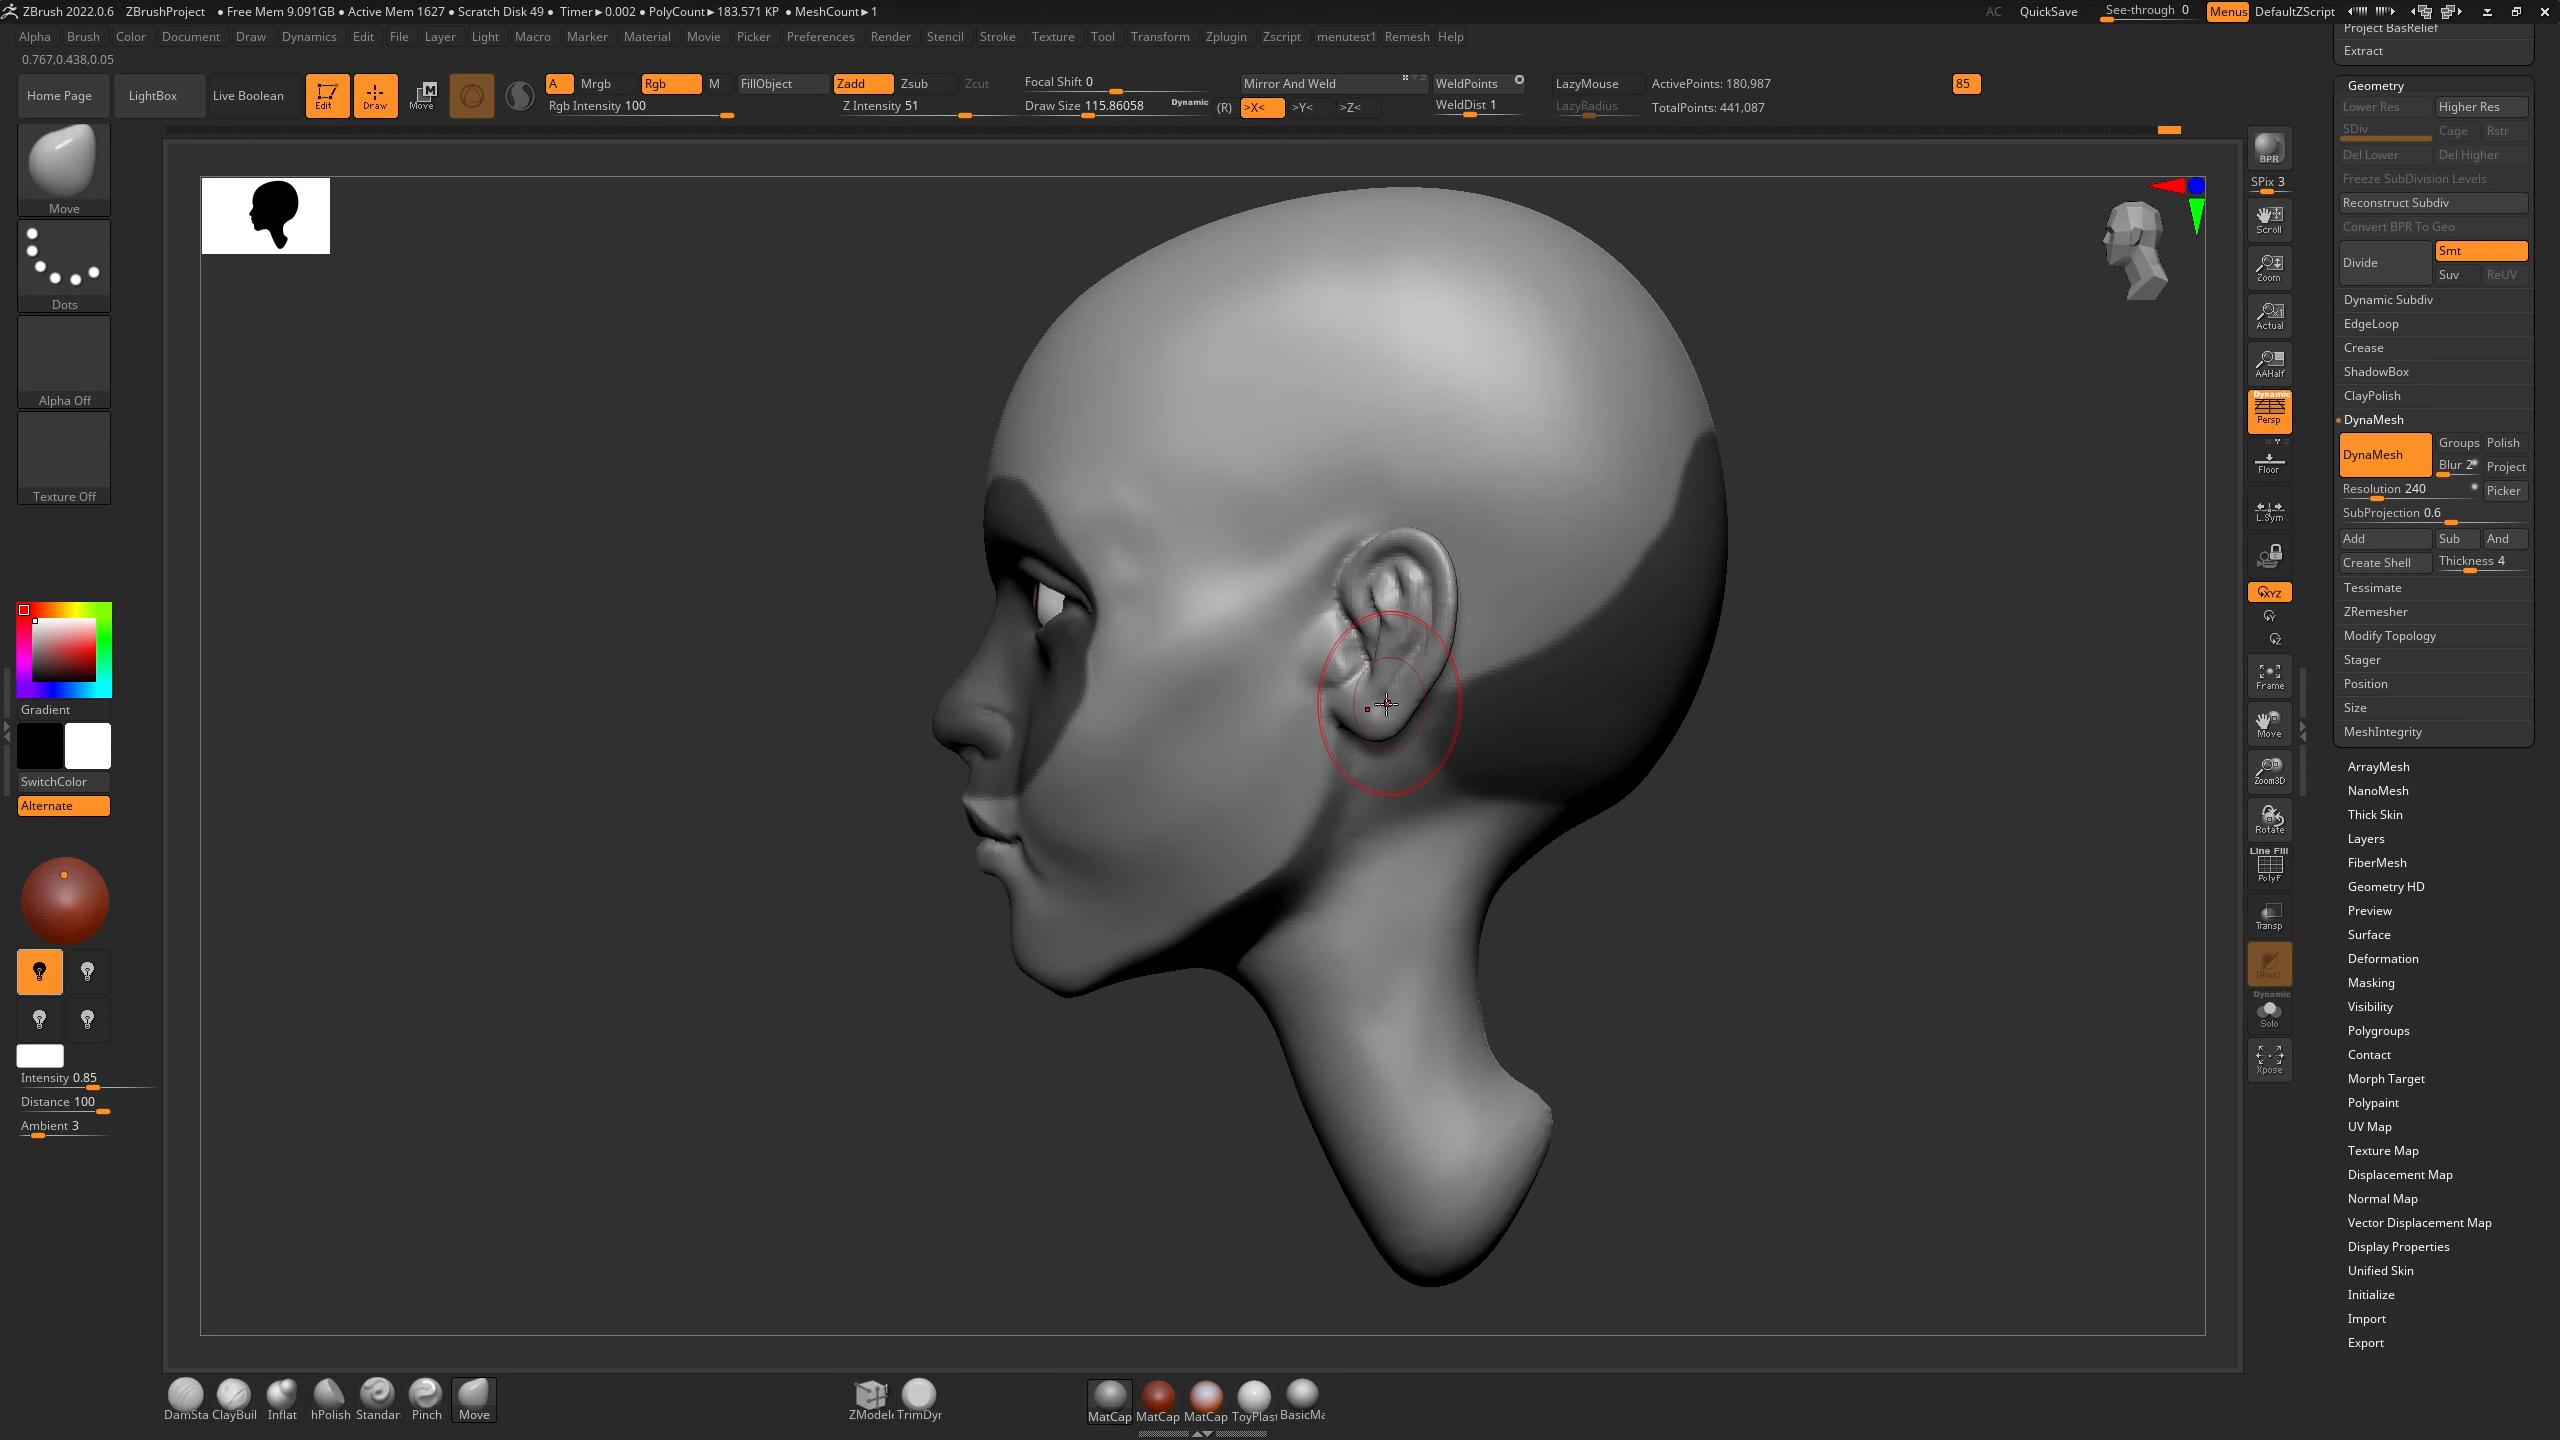 ZBrush 2022.0.6 ZBrushProject ● Free Mem 9.091GB ● Active Mem 1627 ● Scratch Disk 49 ● Timer►0.002 ● PolyCount►183.571 KP ● MeshCount►1 AC QuickSave See-through 0 Menus DefaultZScript
Alpha Brush Color Document Draw Dynamics Edit File Layer Light Macro Marker Material Movie Picker Preferences Render Stencil Stroke Texture Tool Transform Zplugin Zscript menutest1 Remesh Help
0.767,0.438,0.05
Home Page LightBox Live Boolean Edit Draw Move
A Mrgb Rgb M FillObject Zadd Zsub Zcut Focal Shift 0 Mirror And Weld WeldPoints LazyMouse ActivePoints: 180,987 85
Rgb Intensity 100 Z Intensity 51 Draw Size 115.86058 Dynamic (R) >X< >Y< >Z< WeldDist 1 LazyRadius TotalPoints: 441,087
Move
Dots
Alpha Off
Texture Off
Gradient
SwitchColor
Alternate
Intensity 0.85
Distance 100
Ambient 3
DamSta ClayBuil Inflat hPolish Standar Pinch Move ZModele TrimDyn MatCap MatCap MatCap ToyPlast BasicMa
BPR
SPix 3
Scroll
Zoom
Actual
AAHalf
Dynamic
Persp
Floor
L.Sym
XYZ
Y
Z
Frame
Move
Zoom3D
Rotate
Line Fill
PolyF
Transp
Ghost
Dynamic
Solo
Xpose
Project BasRelief
Extract
Geometry
Lower Res Higher Res
SDiv Cage Rstr
Del Lower Del Higher
Freeze SubDivision Levels
Reconstruct Subdiv
Convert BPR To Geo
Divide Smt
Suv ReUV
Dynamic Subdiv
EdgeLoop
Crease
ShadowBox
ClayPolish
DynaMesh
DynaMesh Groups Polish
Blur 2 Project
Resolution 240 Picker
SubProjection 0.6
Add Sub And
Create Shell Thickness 4
Tessimate
ZRemesher
Modify Topology
Stager
Position
Size
MeshIntegrity
ArrayMesh
NanoMesh
Thick Skin
Layers
FiberMesh
Geometry HD
Preview
Surface
Deformation
Masking
Visibility
Polygroups
Contact
Morph Target
Polypaint
UV Map
Texture Map
Displacement Map
Normal Map
Vector Displacement Map
Display Properties
Unified Skin
Initialize
Import
Export